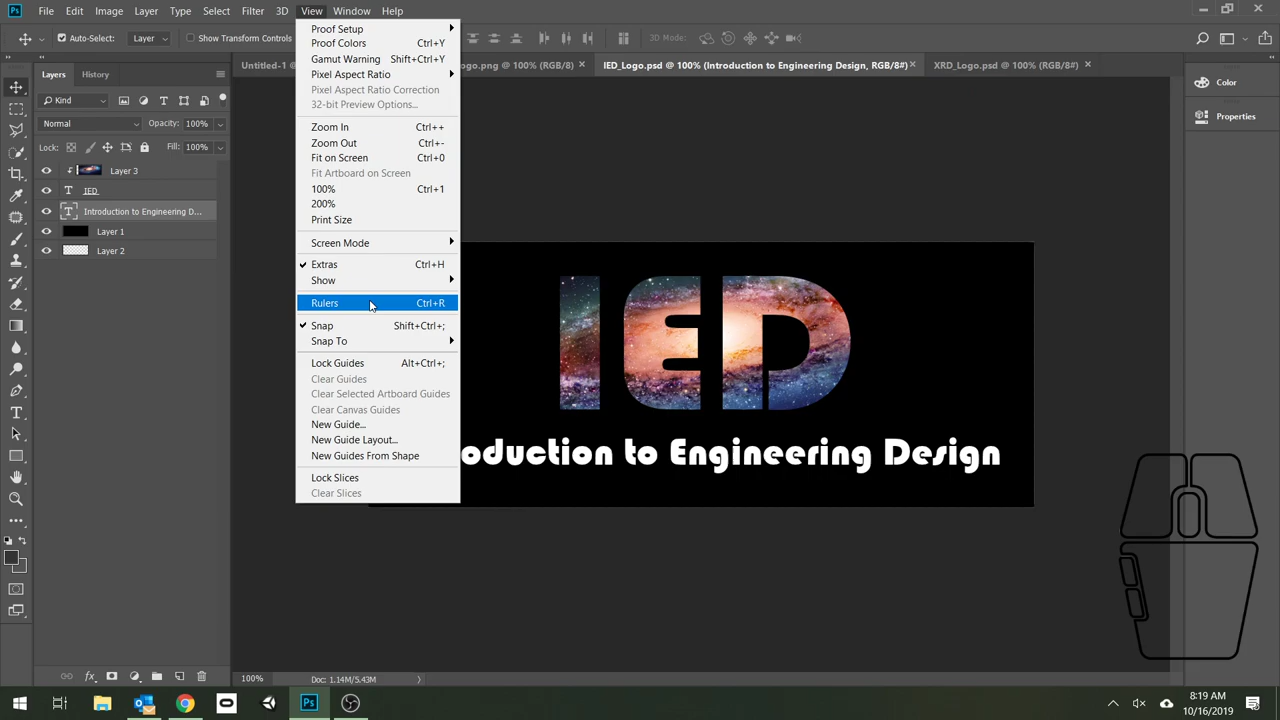 Ps File Edit Image Layer Type Select Filter 3D View Window Help
Auto-Select: Layer Show Transform Controls 3D Mode:
Untitled-1 @ ogo.png @ 100% (RGB/8) × IED_Logo.psd @ 100% (Introduction to Engineering Design, RGB/8#) × XRD_Logo.psd @ 100% (RGB/8#) ×
Layers History
Kind
Normal Opacity: 100%
Lock: Fill: 100%
Layer 3
T IED
T Introduction to Engineering D...
Layer 1
Layer 2
Proof Setup
Proof Colors Ctrl+Y
Gamut Warning Shift+Ctrl+Y
Pixel Aspect Ratio
Pixel Aspect Ratio Correction
32-bit Preview Options...
Zoom In Ctrl++
Zoom Out Ctrl+-
Fit on Screen Ctrl+0
Fit Artboard on Screen
100% Ctrl+1
200%
Print Size
Screen Mode
Extras Ctrl+H
Show
Rulers Ctrl+R
Snap Shift+Ctrl+;
Snap To
Lock Guides Alt+Ctrl+;
Clear Guides
Clear Selected Artboard Guides
Clear Canvas Guides
New Guide...
New Guide Layout...
New Guides From Shape
Lock Slices
Clear Slices
IED
oduction to Engineering Design
Color
Properties
100% Doc: 1.14M/5.43M
Ps
8:19 AM
10/16/2019